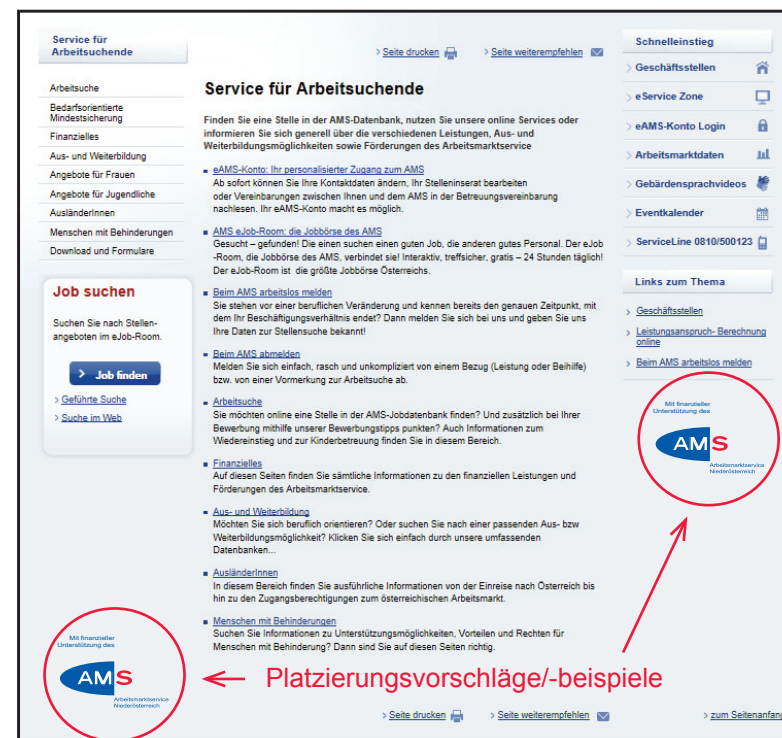 Service für
Arbeitsuchende
> Seite drucken
> Seite weiterempfehlen
Arbeitsuche
Bedarfsorientierte
Mindestsicherung
Finanzielles
Aus- und Weiterbildung
Angebote für Frauen
Angebote für Jugendliche
AusländerInnen
Menschen mit Behinderungen
Download und Formulare
Job suchen
Suchen Sie nach Stellen-
angeboten im eJob-Room.
> Job finden
> Geführte Suche
> Suche im Web
Service für Arbeitsuchende
Finden Sie eine Stelle in der AMS-Datenbank, nutzen Sie unsere online Services oder
informieren Sie sich generell über die verschiedenen Leistungen, Aus- und
Weiterbildungsmöglichkeiten sowie Förderungen des Arbeitsmarktservice
eAMS-Konto: Ihr personalisierter Zugang zum AMS
Ab sofort können Sie Ihre Kontaktdaten ändern, Ihr Stelleninserat bearbeiten
oder Vereinbarungen zwischen Ihnen und dem AMS in der Betreuungsvereinbarung
nachlesen. Ihr eAMS-Konto macht es möglich.
AMS eJob-Room: die Jobbörse des AMS
Gesucht – gefunden! Die einen suchen einen guten Job, die anderen gutes Personal. Der eJob
-Room, die Jobbörse des AMS, verbindet sie! Interaktiv, treffsicher, gratis – 24 Stunden täglich!
Der eJob-Room ist die größte Jobbörse Österreichs.
Beim AMS arbeitslos melden
Sie stehen vor einer beruflichen Veränderung und kennen bereits den genauen Zeitpunkt, mit
dem Ihr Beschäftigungsverhältnis endet? Dann melden Sie sich bei uns und geben Sie uns
Ihre Daten zur Stellensuche bekannt!
Beim AMS abmelden
Melden Sie sich einfach, rasch und unkompliziert von einem Bezug (Leistung oder Beihilfe)
bzw. von einer Vormerkung zur Arbeitsuche ab.
Arbeitsuche
Sie möchten online eine Stelle in der AMS-Jobdatenbank finden? Und zusätzlich bei Ihrer
Bewerbung mithilfe unserer Bewerbungstipps punkten? Auch Informationen zum
Wiedereinstieg und zur Kinderbetreuung finden Sie in diesem Bereich.
Finanzielles
Auf diesen Seiten finden Sie sämtliche Informationen zu den finanziellen Leistungen und
Förderungen des Arbeitsmarktservice.
Aus- und Weiterbildung
Möchten Sie sich beruflich orientieren? Oder suchen Sie nach einer passenden Aus- bzw
Weiterbildungsmöglichkeit? Klicken Sie sich einfach durch unsere umfassenden
Datenbanken...
AusländerInnen
In diesem Bereich finden Sie ausführliche Informationen von der Einreise nach Österreich bis
hin zu den Zugangsberechtigungen zum österreichischen Arbeitsmarkt.
Menschen mit Behinderungen
Suchen Sie Informationen zu Unterstützungsmöglichkeiten, Vorteilen und Rechten für
Menschen mit Behinderung? Dann sind Sie auf diesen Seiten richtig.
Schnelleinstieg
> Geschäftsstellen
> eService Zone
> eAMS-Konto Login
> Arbeitsmarktdaten
> Gebärdensprachvideos
> Eventkalender
> ServiceLine 0810/500123
Links zum Thema
> Geschäftsstellen
> Leistungsanspruch- Berechnung
online
> Beim AMS arbeitslos melden
Mit finanzieller
Unterstützung des
AMS
Arbeitsmarktservice
Niederösterreich
Mit finanzieller
Unterstützung des
AMS
Arbeitsmarktservice
Niederösterreich
Platzierungsvorschläge/-beispiele
> Seite drucken
> Seite weiterempfehlen
> zum Seitenanfang